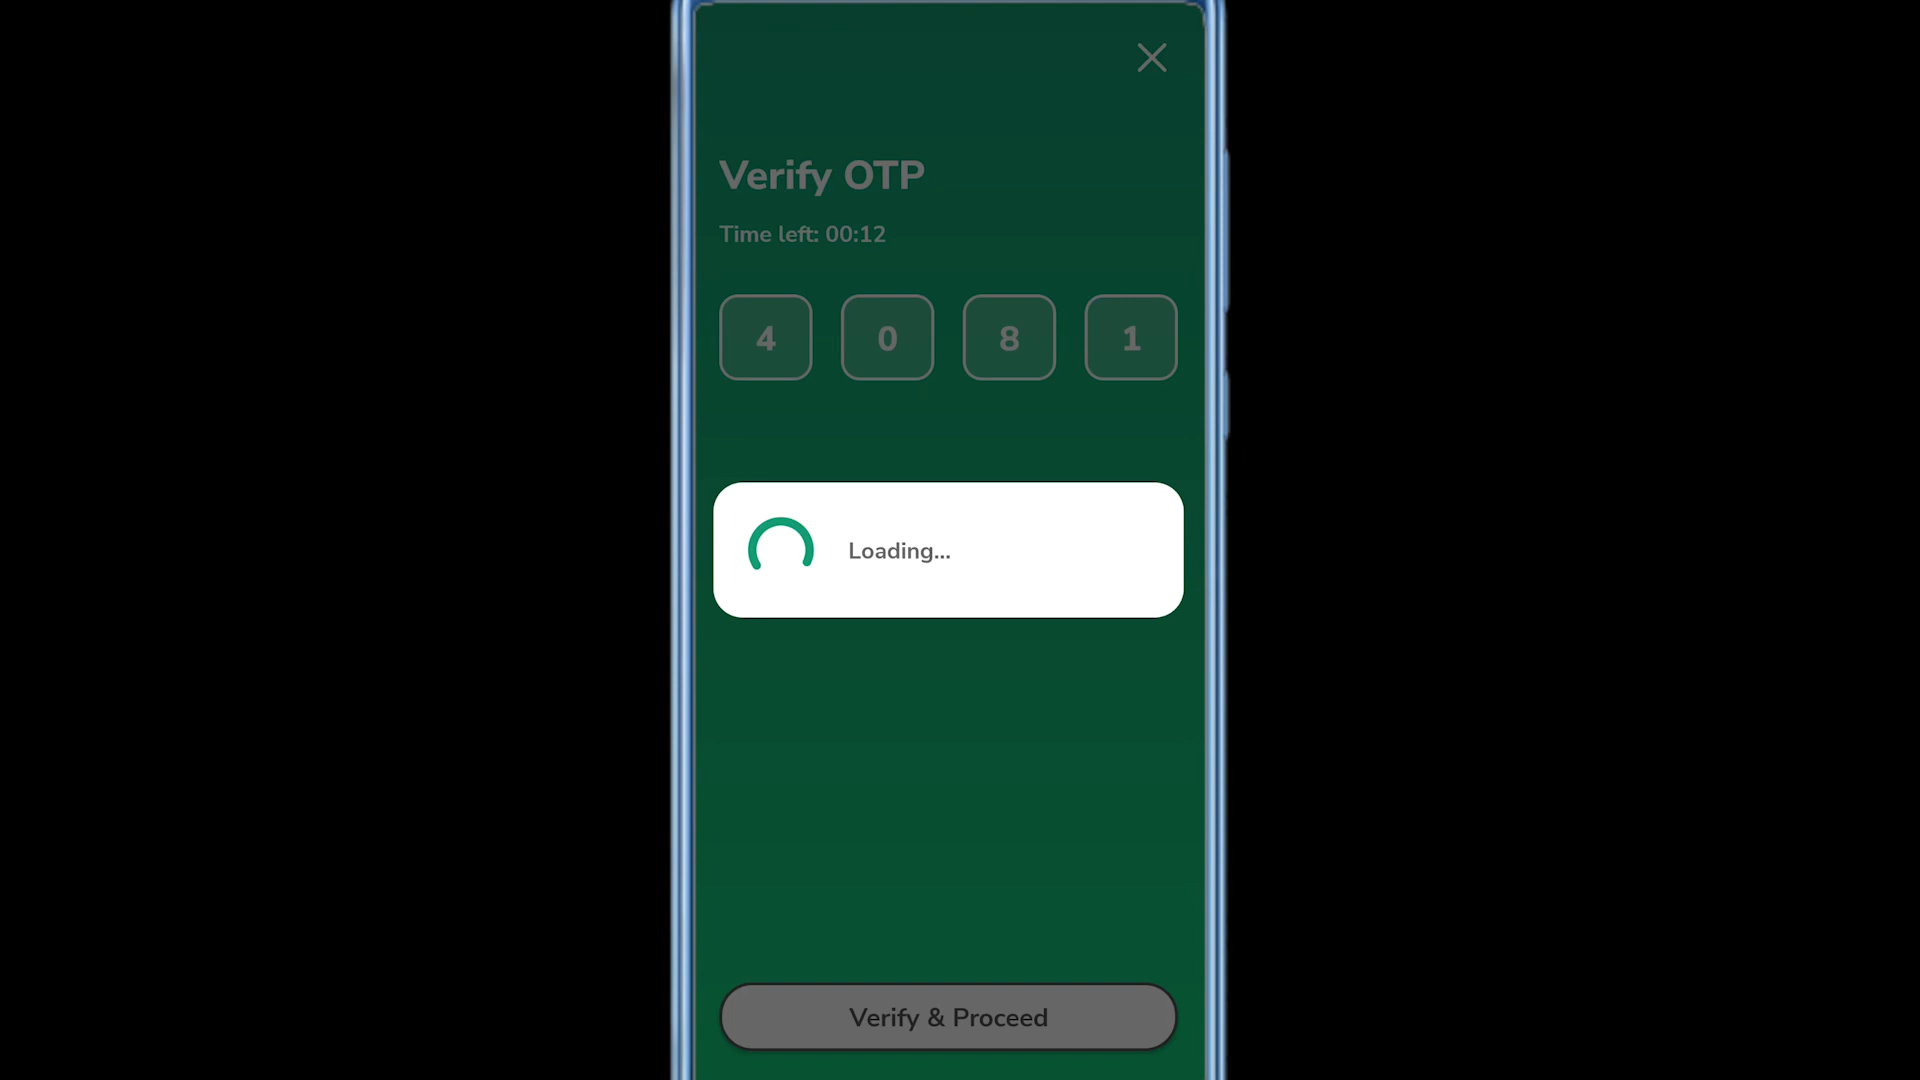 Verify OTP
Time left: 00:12
4 0 8 1
Loading...
Verify & Proceed